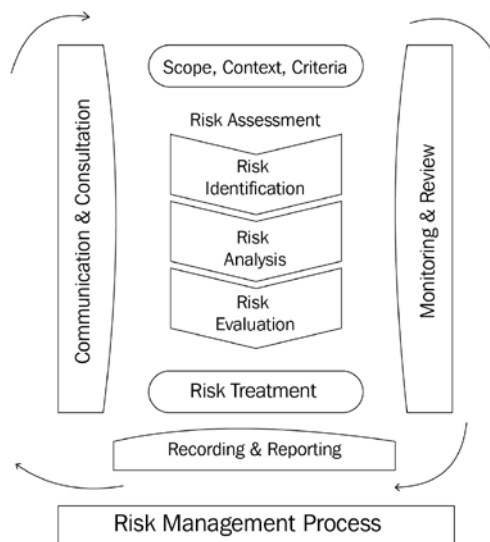 Scope, Context, Criteria
Communication & Consultation
Risk Assessment
Risk
Identification
Risk
Analysis
Risk
Evaluation
Monitoring & Review
Risk Treatment
Recording & Reporting
Risk Management Process